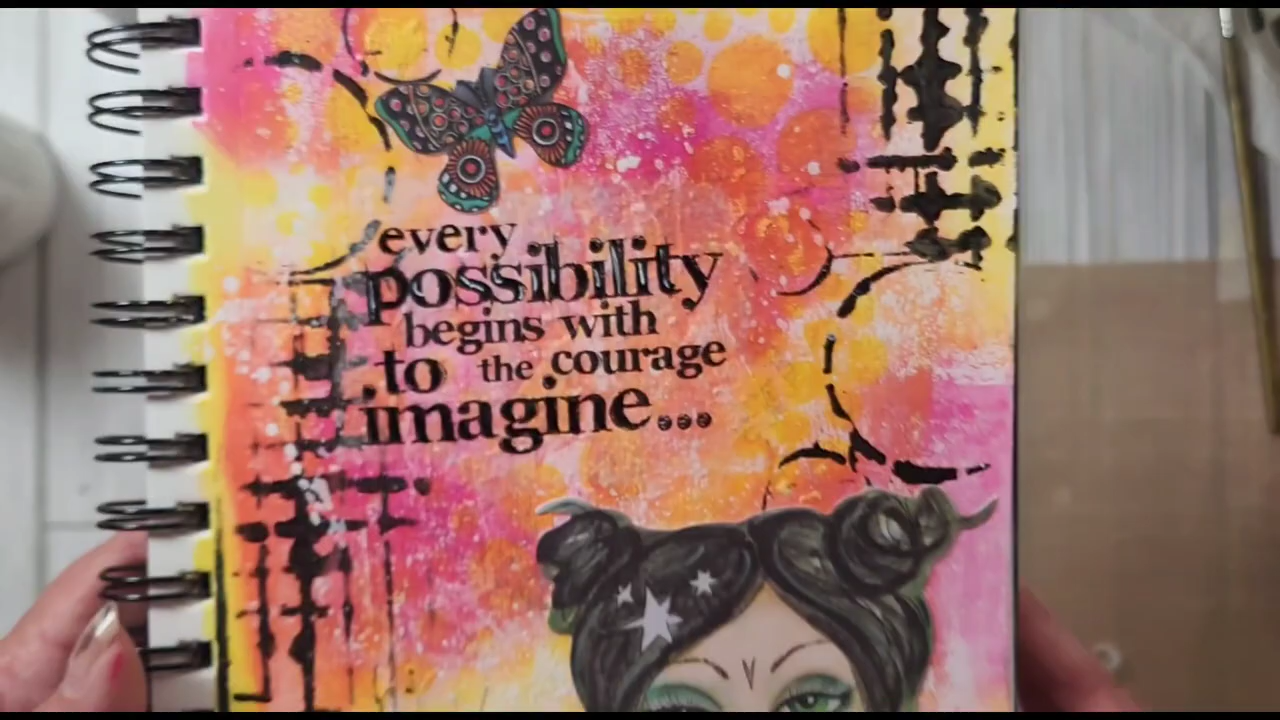 every
possibility
begins with
to the courage
imagine...